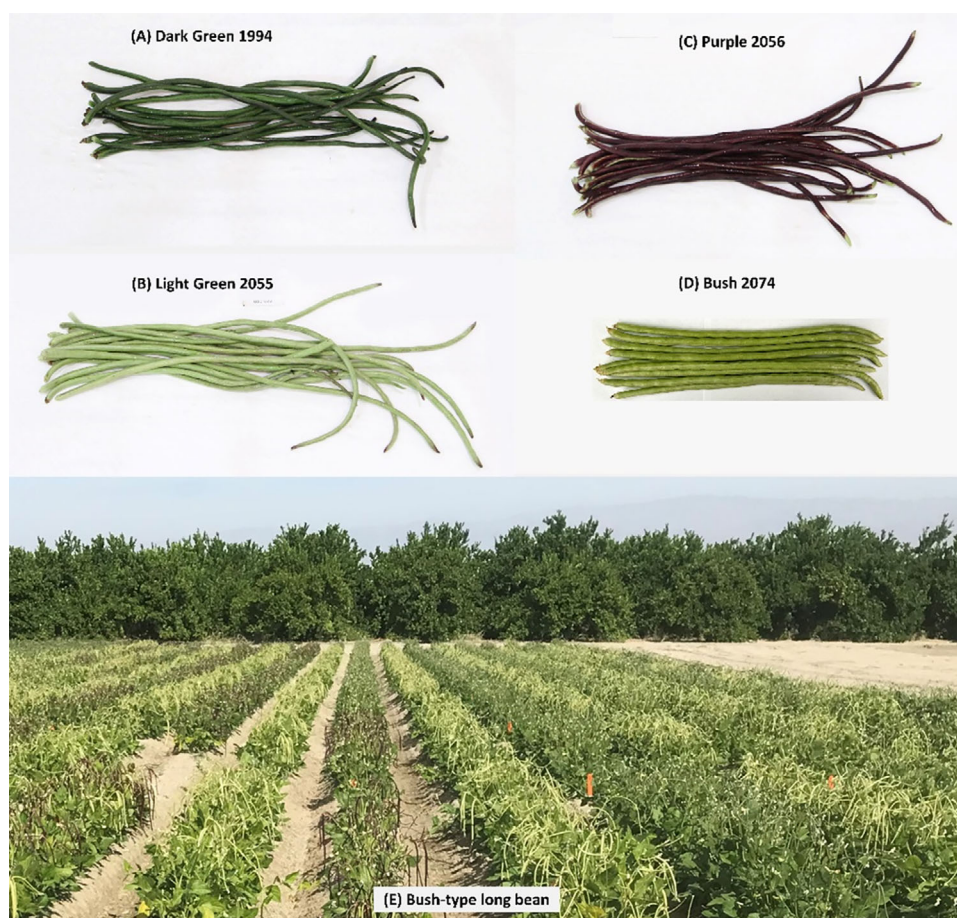 (A) Dark Green 1994
(C) Purple 2056
(B) Light Green 2055
(D) Bush 2074
(E) Bush-type long bean